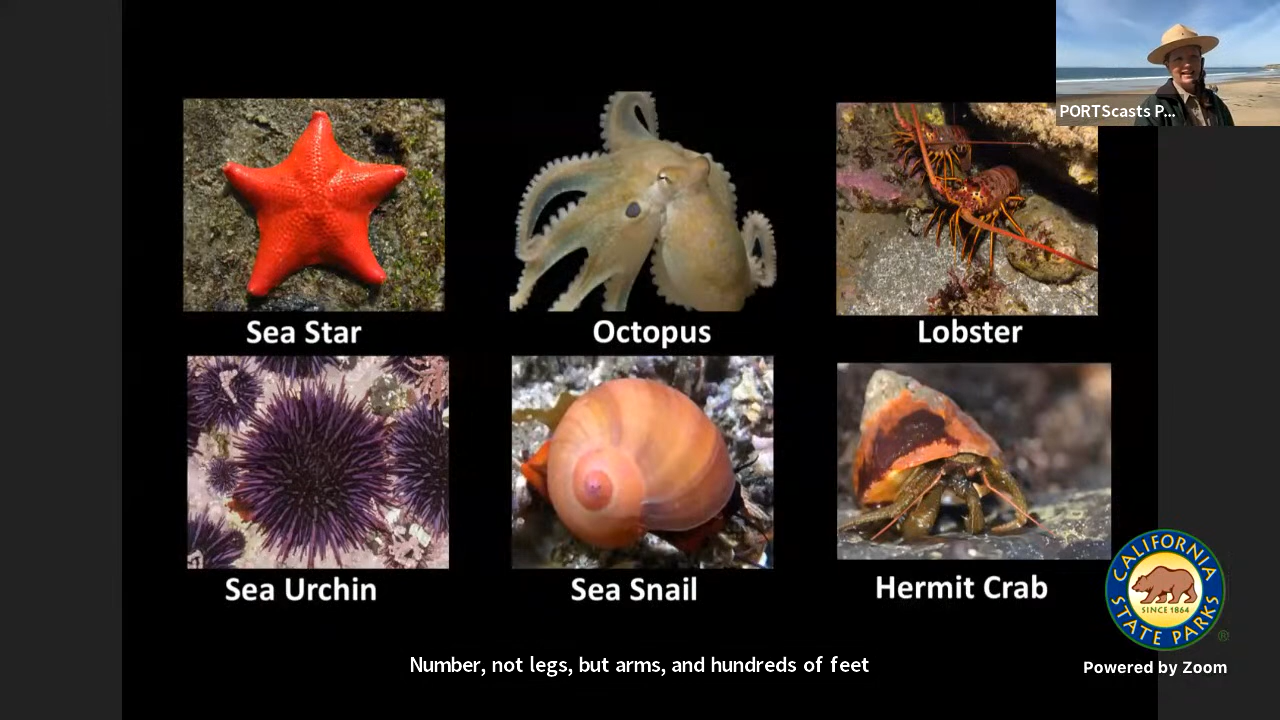 PORTScasts P...
Sea Star
Octopus
Lobster
Sea Urchin
Sea Snail
Hermit Crab
CALIFORNIA
SINCE 1864
STATE PARKS
®
Number, not legs, but arms, and hundreds of feet
Powered by Zoom